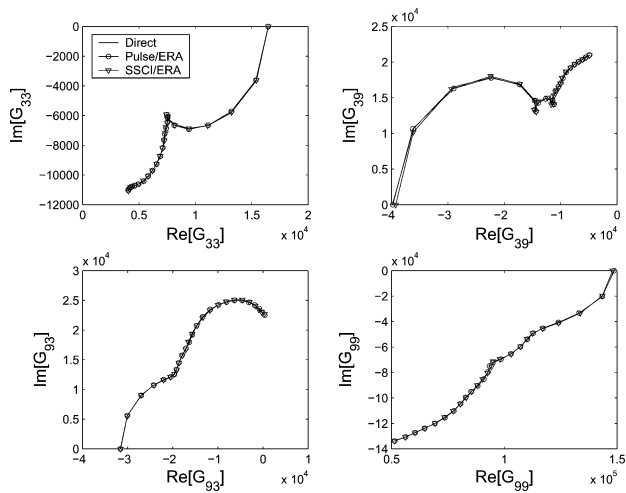 Direct
Pulse/ERA
SSCI/ERA
0
−2000
−4000
−6000
−8000
−10000
−12000
Im[G33]
0 0.5 1 1.5 2
x 10^4
Re[G33]
x 10^4
2.5
2
1.5
1
0.5
0
Im[G39]
−40 −3 −2 −1 0
x 10^4
Re[G39]
x 10^4
3
2.5
2
1.5
1
0.5
0
Im[G93]
−4 −3 −2 −1 0 1
x 10^4
Re[G93]
x 10^4
0
−2
−4
−6
−8
−10
−12
−14
Im[G99]
0.5 1 1.5
x 10^5
Re[G99]